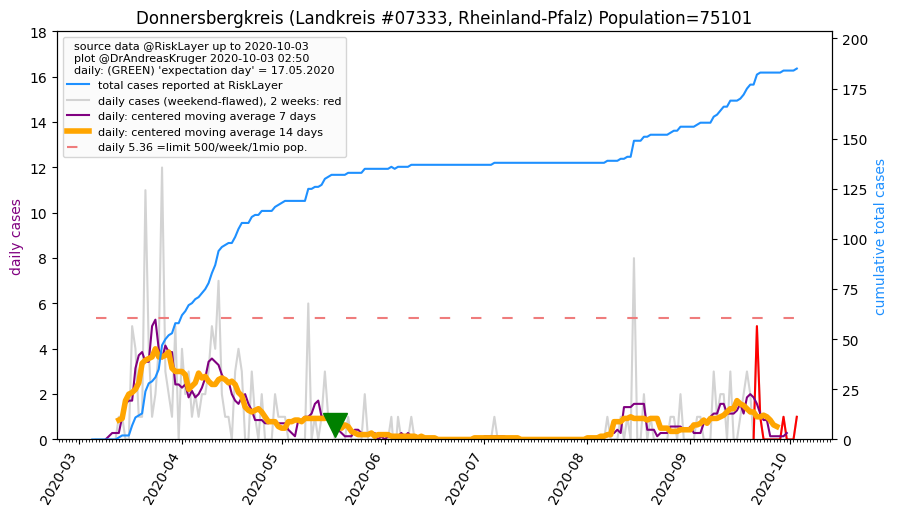 Donnersbergkreis (Landkreis #07333, Rheinland-Pfalz) Population=75101
source data @RiskLayer up to 2020-10-03
plot @DrAndreasKruger 2020-10-03 02:50
daily: (GREEN) 'expectation day' = 17.05.2020
total cases reported at RiskLayer
daily cases (weekend-flawed), 2 weeks: red
daily: centered moving average 7 days
daily: centered moving average 14 days
daily 5.36 =limit 500/week/1mio pop.
daily cases
18
16
14
12
10
8
6
4
2
0
cumulative total cases
200
175
150
125
100
75
50
25
0
2020-03
2020-04
2020-05
2020-06
2020-07
2020-08
2020-09
2020-10